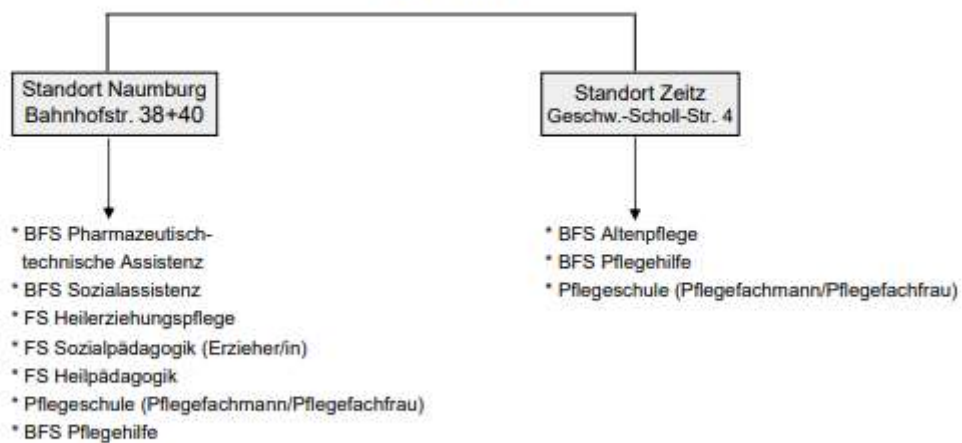 Standort Naumburg
Bahnhofstr. 38+40
* BFS Pharmazeutisch-
technische Assistenz
* BFS Sozialassistenz
* FS Heilerziehungspflege
* FS Sozialpädagogik (Erzieher/in)
* FS Heilpädagogik
* Pflegeschule (Pflegefachmann/Pflegefachfrau)
* BFS Pflegehilfe
Standort Zeitz
Geschw.-Scholl-Str. 4
* BFS Altenpflege
* BFS Pflegehilfe
* Pflegeschule (Pflegefachmann/Pflegefachfrau)